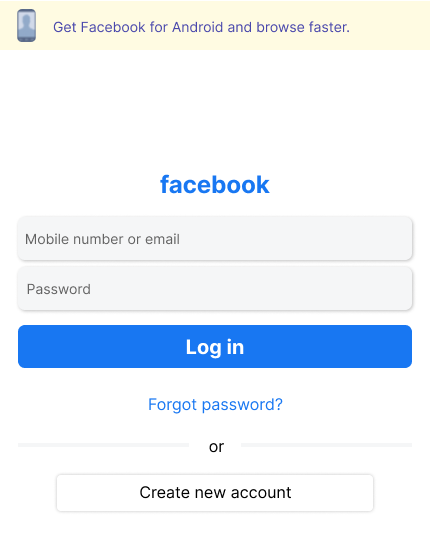 Get Facebook for Android and browse faster.
facebook
Mobile number or email
Password
Log in
Forgot password?
or
Create new account